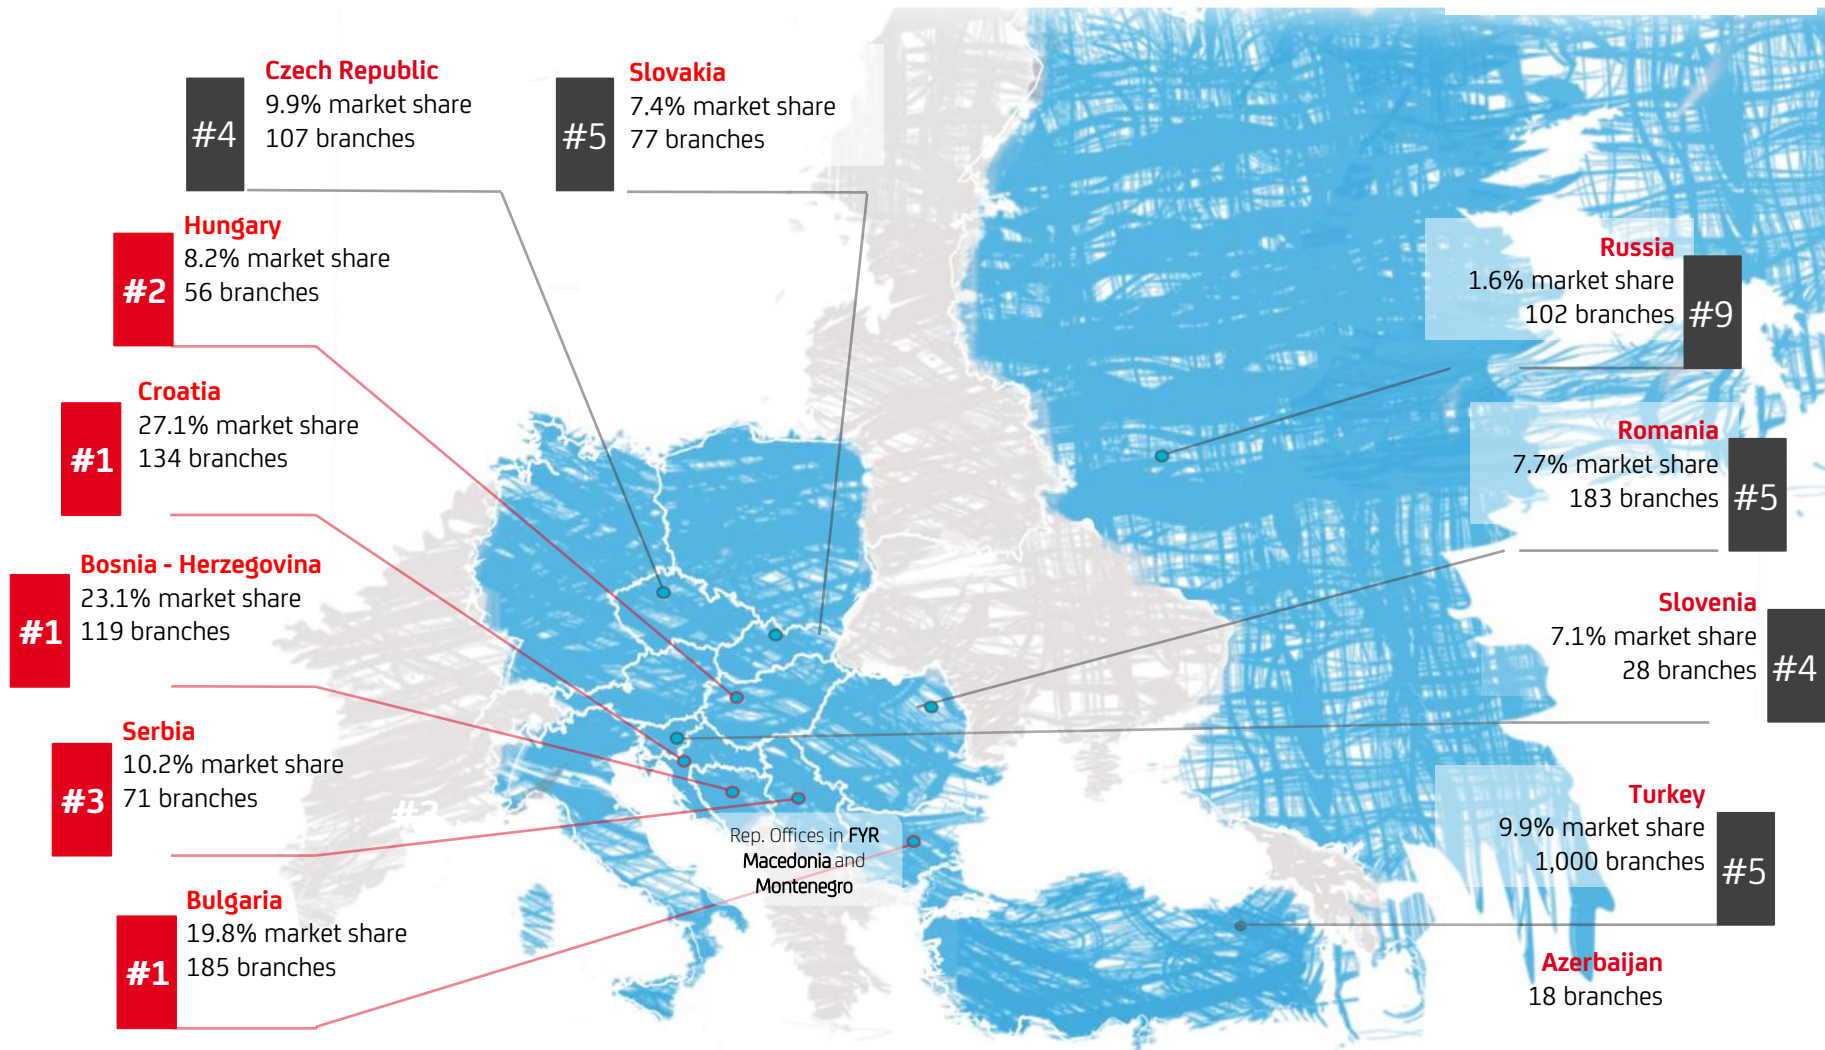 #4
Czech Republic
9.9% market share
107 branches
#5
Slovakia
7.4% market share
77 branches
#2
Hungary
8.2% market share
56 branches
#1
Croatia
27.1% market share
134 branches
#1
Bosnia - Herzegovina
23.1% market share
119 branches
#3
Serbia
10.2% market share
71 branches
#1
Bulgaria
19.8% market share
185 branches
Rep. Offices in FYR
Macedonia and
Montenegro
Russia
1.6% market share
102 branches
#9
Romania
7.7% market share
183 branches
#5
Slovenia
7.1% market share
28 branches
#4
Turkey
9.9% market share
1,000 branches
#5
Azerbaijan
18 branches